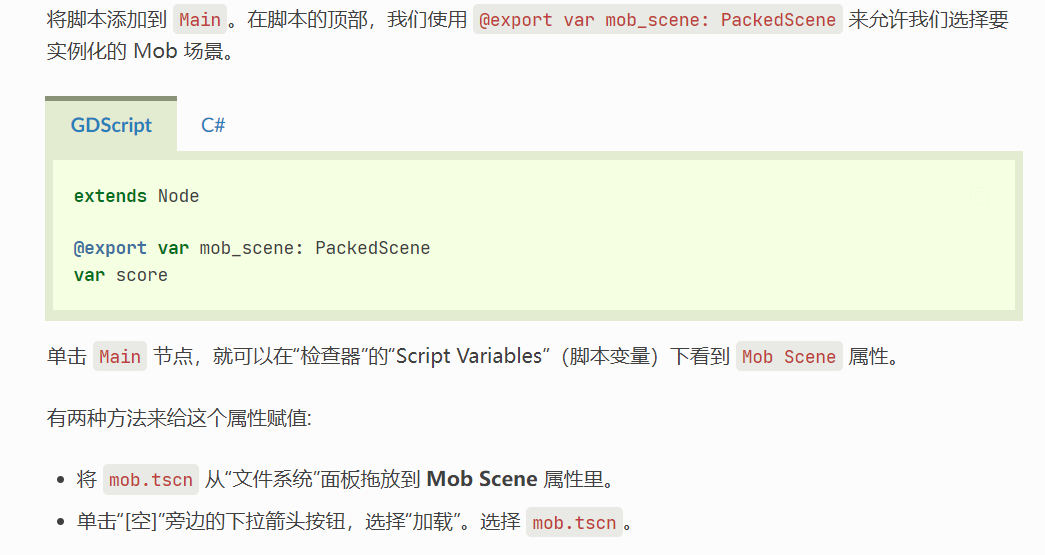 将脚本添加到 Main。在脚本的顶部，我们使用 @export var mob_scene: PackedScene 来允许我们选择要
实例化的 Mob 场景。
GDScript C#
extends Node
@export var mob_scene: PackedScene
var score
单击 Main 节点，就可以在“检查器”的“Script Variables”（脚本变量）下看到 Mob Scene 属性。
有两种方法来给这个属性赋值:
• 将 mob.tscn 从“文件系统”面板拖放到 Mob Scene 属性里。
• 单击“[空]”旁边的下拉箭头按钮，选择“加载”。选择 mob.tscn。